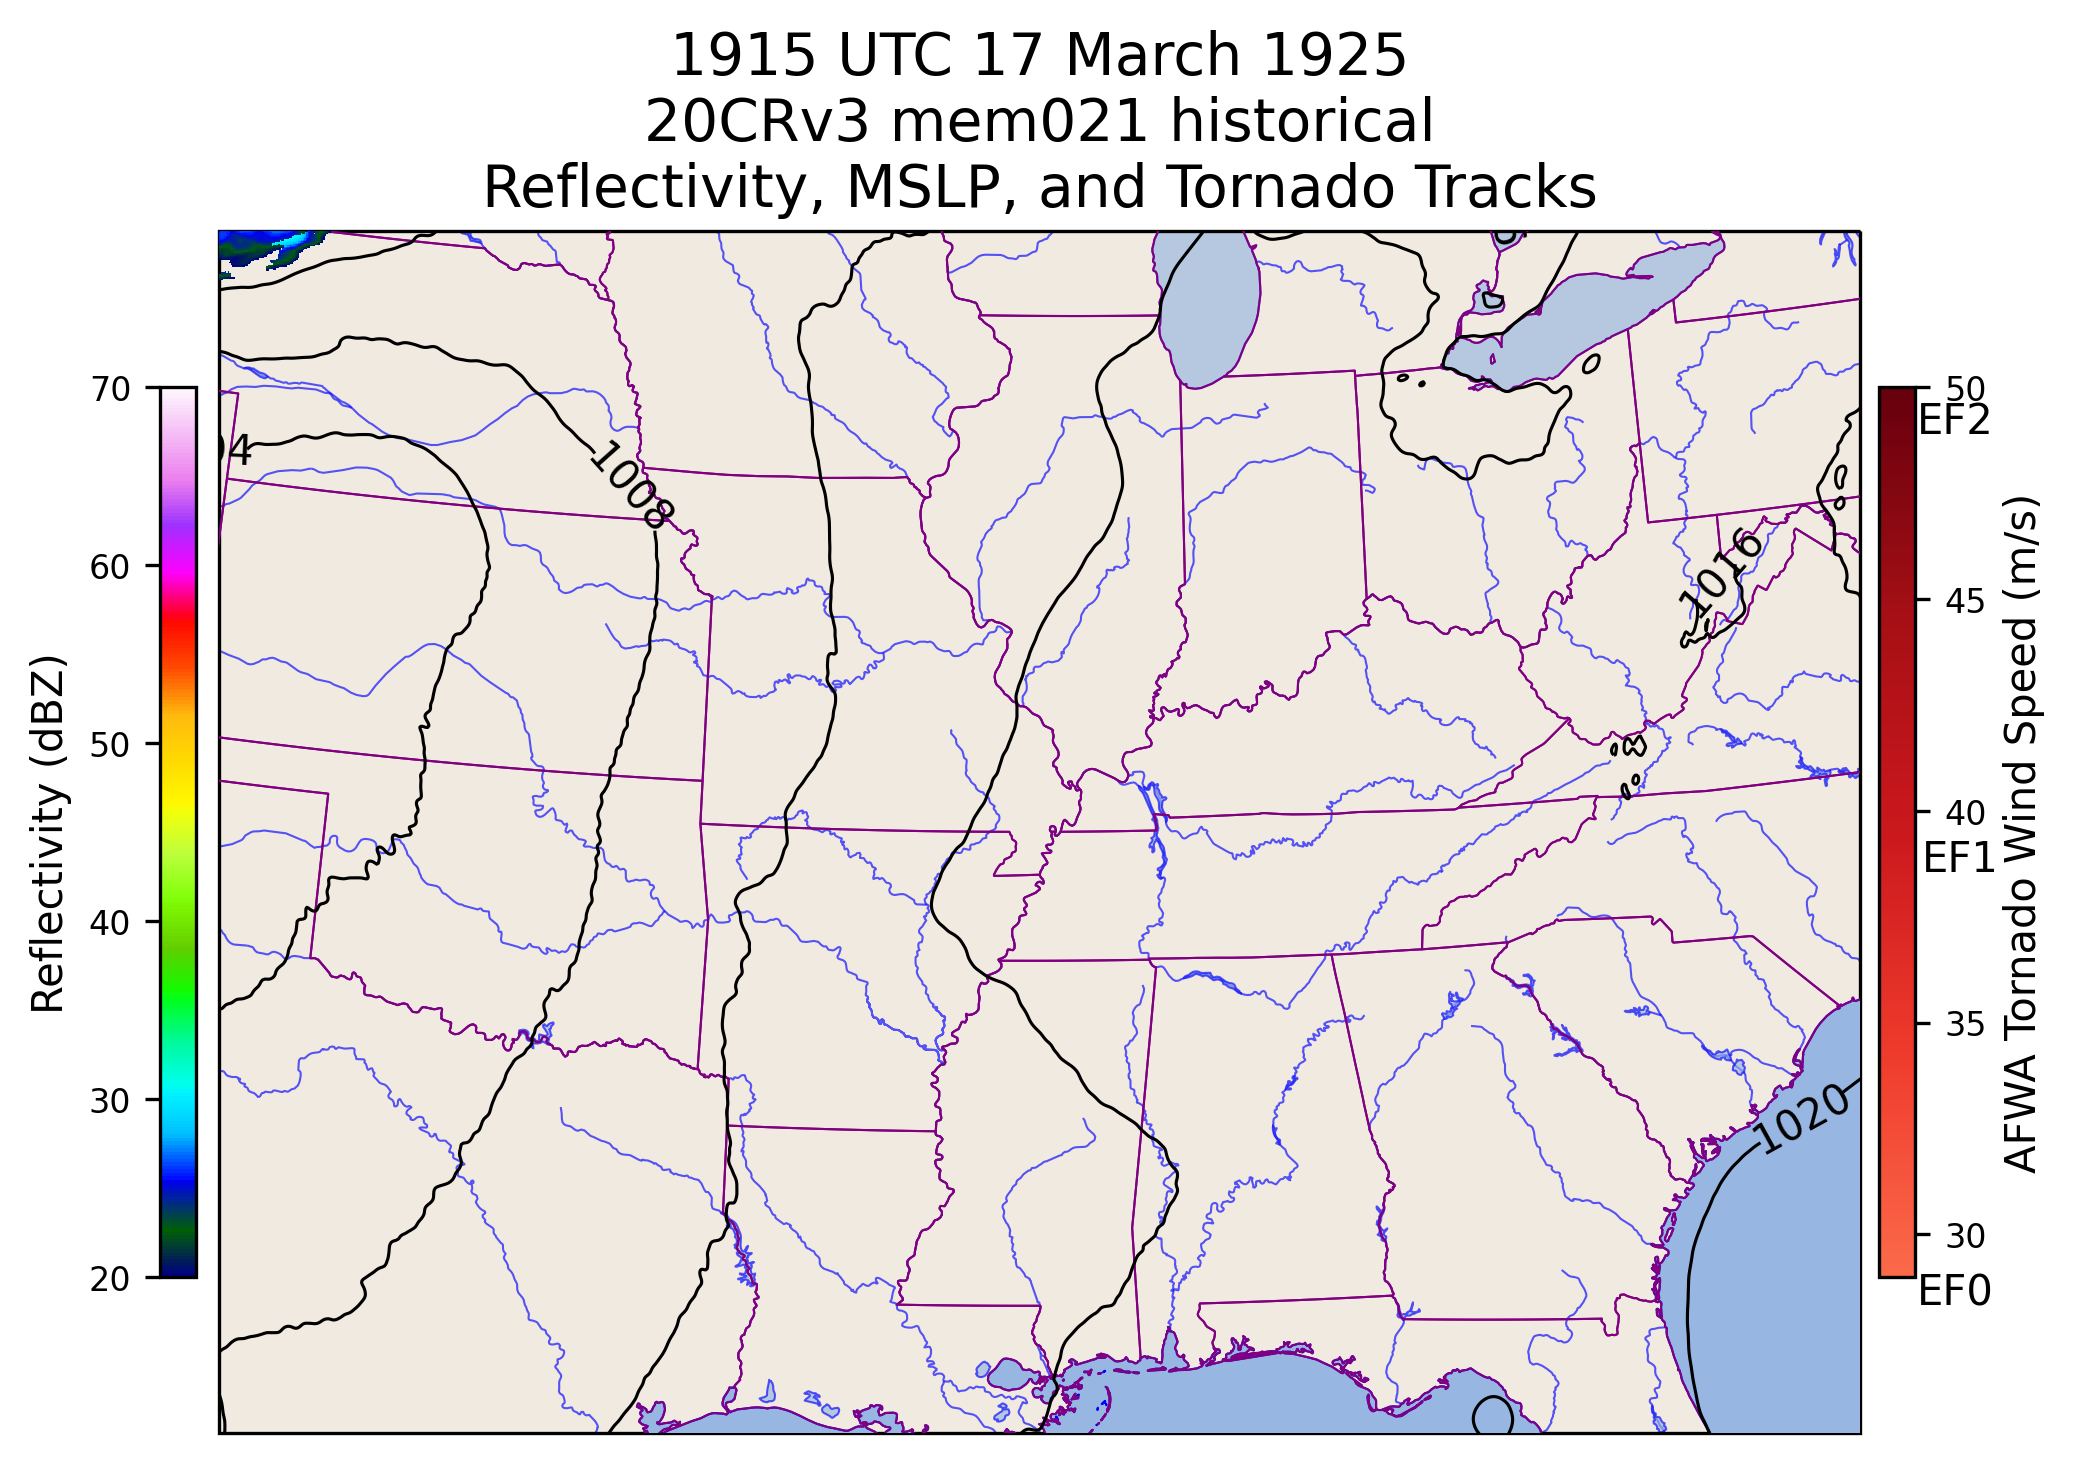 1915 UTC 17 March 1925
20CRv3 mem021 historical
Reflectivity, MSLP, and Tornado Tracks
70
60
50
40
30
20
Reflectivity (dBZ)
04
1008
1016
1020
50
EF2
45
40
EF1
35
30
EF0
AFWA Tornado Wind Speed (m/s)